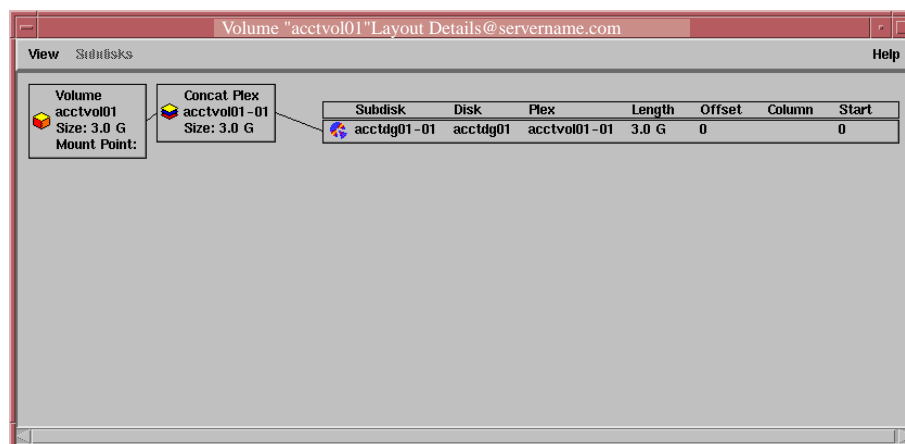 Volume "acctvol01"Layout Details@servername.com
View Subdisks Help
Volume
acctvol01
Size: 3.0 G
Mount Point:
Concat Plex
acctvol01-01
Size: 3.0 G
Subdisk Disk Plex Length Offset Column Start
acctdg01-01 acctdg01 acctvol01-01 3.0 G 0 0